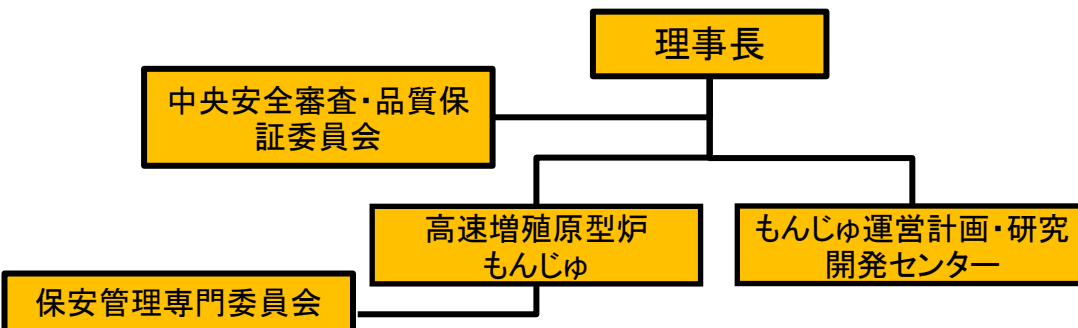 理事長
中央安全審査・品質保
証委員会
高速増殖原型炉
もんじゅ
もんじゅ運営計画・研究
開発センター
保安管理専門委員会